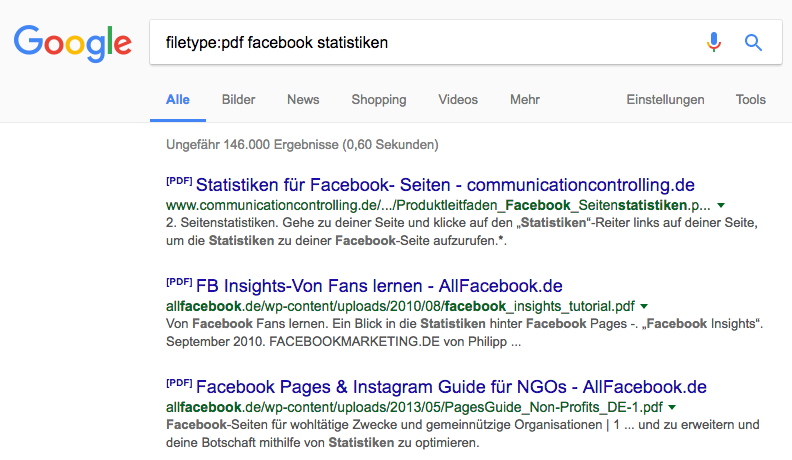 Google
filetype:pdf facebook statistiken
Alle Bilder News Shopping Videos Mehr Einstellungen Tools
Ungefähr 146.000 Ergebnisse (0,60 Sekunden)
[PDF] Statistiken für Facebook- Seiten - communicationcontrolling.de
www.communicationcontrolling.de/.../Produktleitfaden_Facebook_Seitenstatistiken.p...
2. Seitenstatistiken. Gehe zu deiner Seite und klicke auf den „Statistiken“-Reiter links auf deiner Seite,
um die Statistiken zu deiner Facebook-Seite aufzurufen.*.
[PDF] FB Insights-Von Fans lernen - AllFacebook.de
allfacebook.de/wp-content/uploads/2010/08/facebook_insights_tutorial.pdf
Von Facebook Fans lernen. Ein Blick in die Statistiken hinter Facebook Pages -. „Facebook Insights“.
September 2010. FACEBOOKMARKETING.DE von Philipp ...
[PDF] Facebook Pages & Instagram Guide für NGOs - AllFacebook.de
allfacebook.de/wp-content/uploads/2013/05/PagesGuide_Non-Profits_DE-1.pdf
Facebook-Seiten für wohltätige Zwecke und gemeinnützige Organisationen | 1 ... und zu erweitern und
deine Botschaft mithilfe von Statistiken zu optimieren.